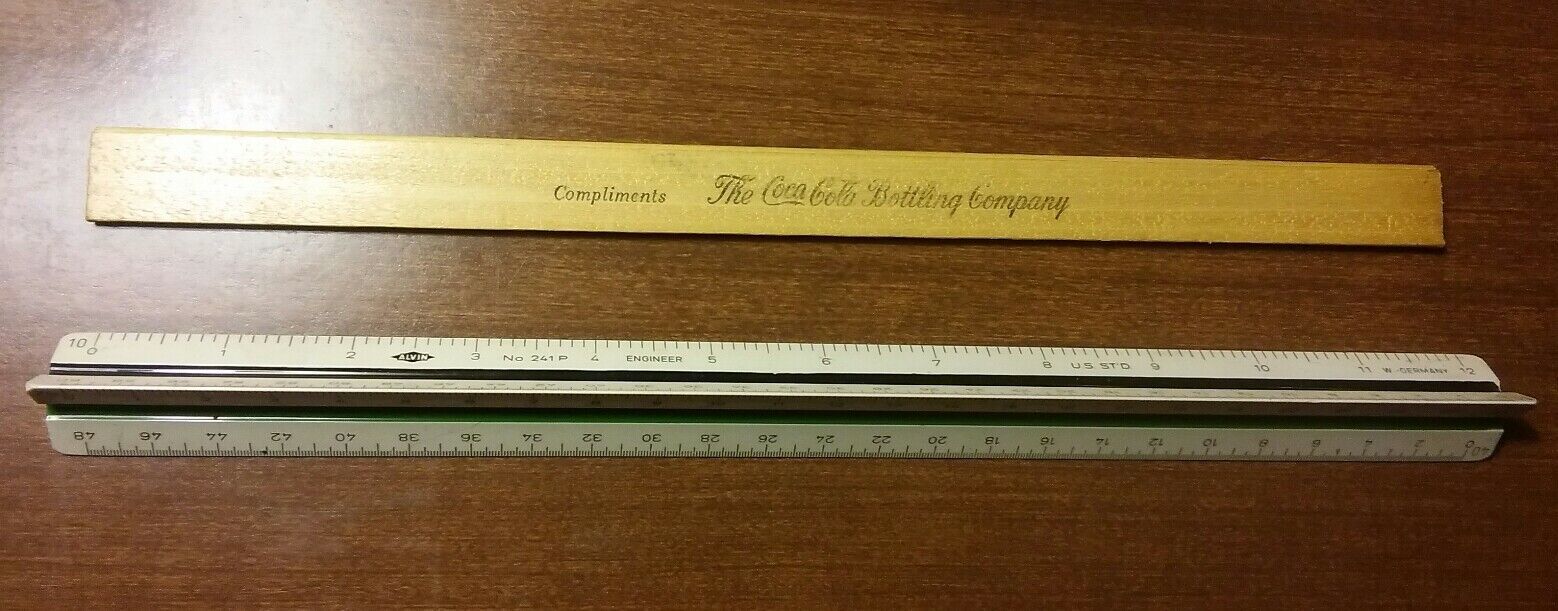 Compliments The Coca Cola Bottling Company
10
0 1 2 ALVIN 3 No 241 P 4 ENGINEER 5 6 7 8 U.S. ST'D. 9 10 11 W.-GERMANY 12
48 46 44 42 40 38 36 34 32 30 28 26 24 22 20 18 16 14 12 10 8 6 4 2 0
40